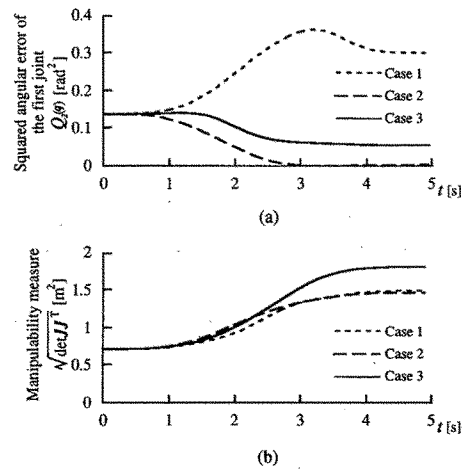 Squared angular error of
the first joint
Q₂(θ) [rad²]
0.4
0.3
0.2
0.1
0
Case 1
Case 2
Case 3
0 1 2 3 4 5 t [s]
(a)
Manipulability measure
√detJJᵀ [m²]
2
1.5
1
0.5
0
Case 1
Case 2
Case 3
0 1 2 3 4 5 t [s]
(b)